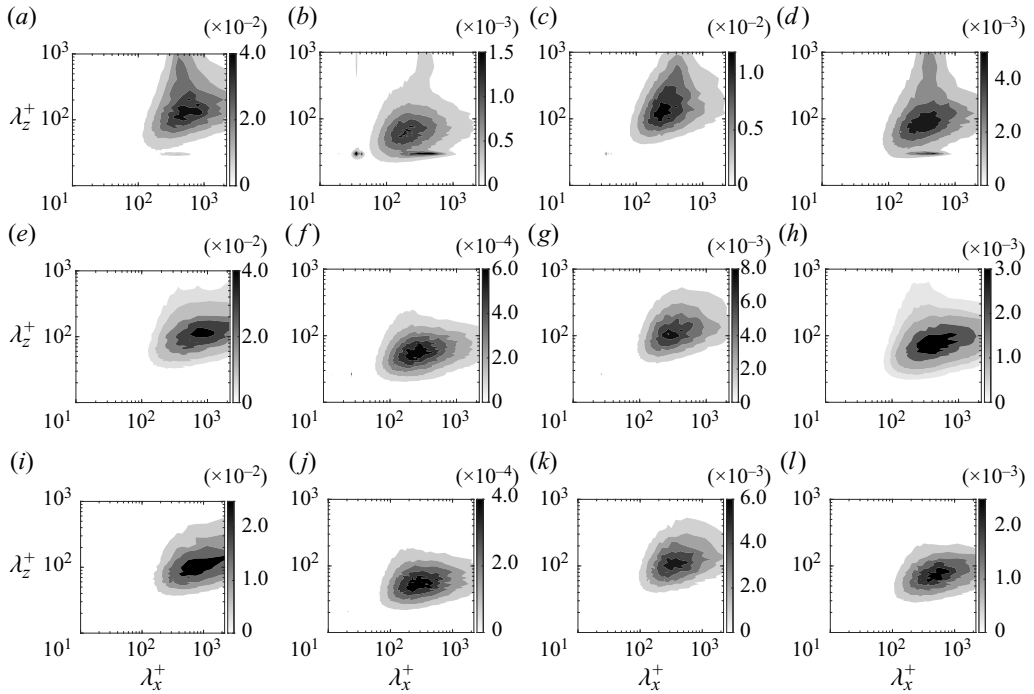 (a) (b) (c) (d)
(×10⁻²) (×10⁻³) (×10⁻²) (×10⁻³)
10³ 4.0 10³ 1.5 10³ 10³
1.0 4.0
λz⁺ 10² 2.0 10² 1.0 10² 0.5 10² 2.0
0.5
0 0 0 0
10¹ 10² 10³ 10¹ 10² 10³ 10¹ 10² 10³ 10¹ 10² 10³
(e) (f) (g) (h)
(×10⁻²) (×10⁻⁴) (×10⁻³) (×10⁻³)
10³ 4.0 10³ 6.0 10³ 8.0 10³ 3.0
4.0 6.0 2.0
λz⁺ 10² 2.0 10² 2.0 10² 4.0 10² 1.0
2.0
0 0 0 0
10¹ 10² 10³ 10¹ 10² 10³ 10¹ 10² 10³ 10¹ 10² 10³
(i) (j) (k) (l)
(×10⁻²) (×10⁻⁴) (×10⁻³) (×10⁻³)
10³ 2.0 10³ 4.0 10³ 6.0 10³ 2.0
4.0
λz⁺ 10² 1.0 10² 2.0 10² 2.0 10² 1.0
0 0 0 0
10¹ 10² 10³ 10¹ 10² 10³ 10¹ 10² 10³ 10¹ 10² 10³
λx⁺ λx⁺ λx⁺ λx⁺